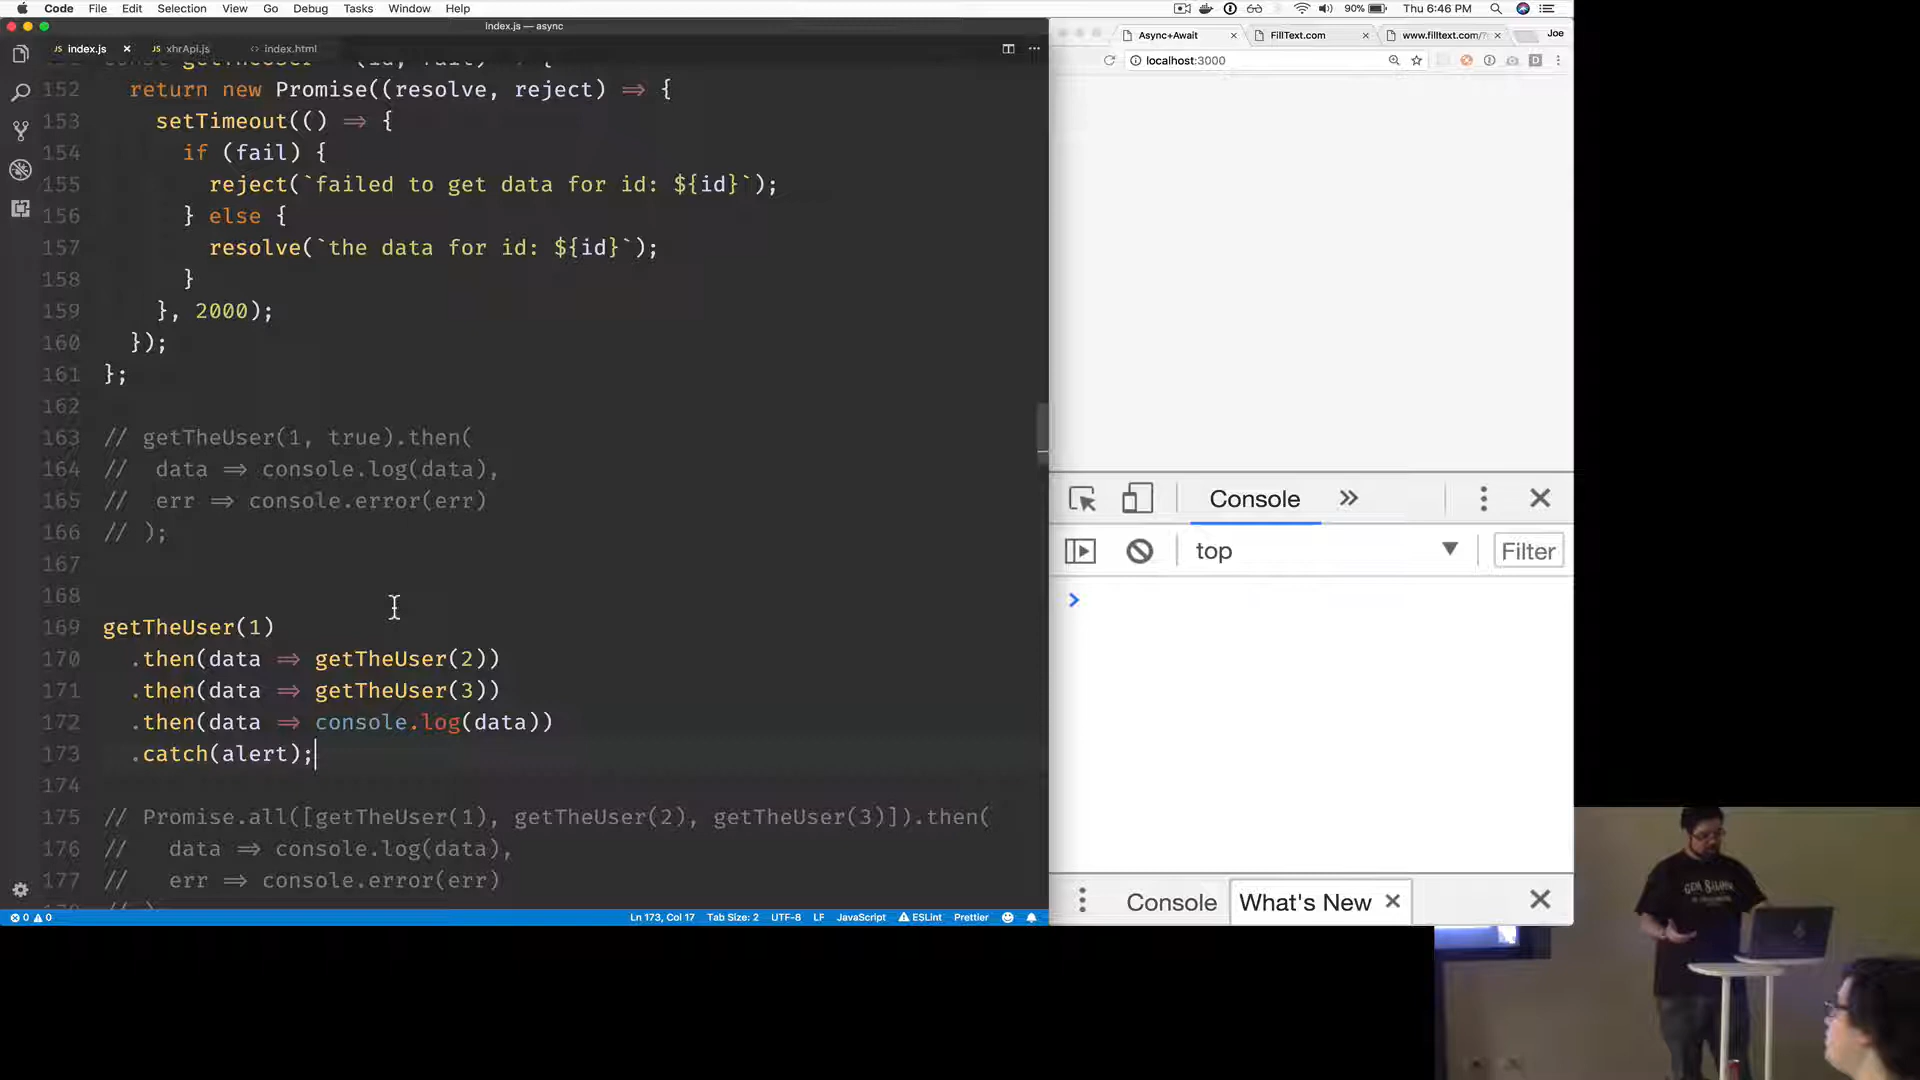 Code File Edit Selection View Go Debug Tasks Window Help
90% Thu 6:46 PM
index.js — async
index.js × xhrApi.js <> index.html
152 return new Promise((resolve, reject) => {
153 setTimeout(() => {
154 if (fail) {
155 reject(`failed to get data for id: ${id}`);
156 } else {
157 resolve(`the data for id: ${id}`);
158 }
159 }, 2000);
160 });
161 };
162
163 // getTheUser(1, true).then(
164 // data => console.log(data),
165 // err => console.error(err)
166 // );
167
168
169 getTheUser(1)
170 .then(data => getTheUser(2))
171 .then(data => getTheUser(3))
172 .then(data => console.log(data))
173 .catch(alert);
174
175 // Promise.all([getTheUser(1), getTheUser(2), getTheUser(3)]).then(
176 // data => console.log(data),
177 // err => console.error(err)
0 0 Ln 173, Col 17 Tab Size: 2 UTF-8 LF JavaScript ESLint Prettier
Async+Await × FillText.com × www.filltext.com/? × Joe
localhost:3000
Console »
top ▼ Filter
>
Console What's New ×